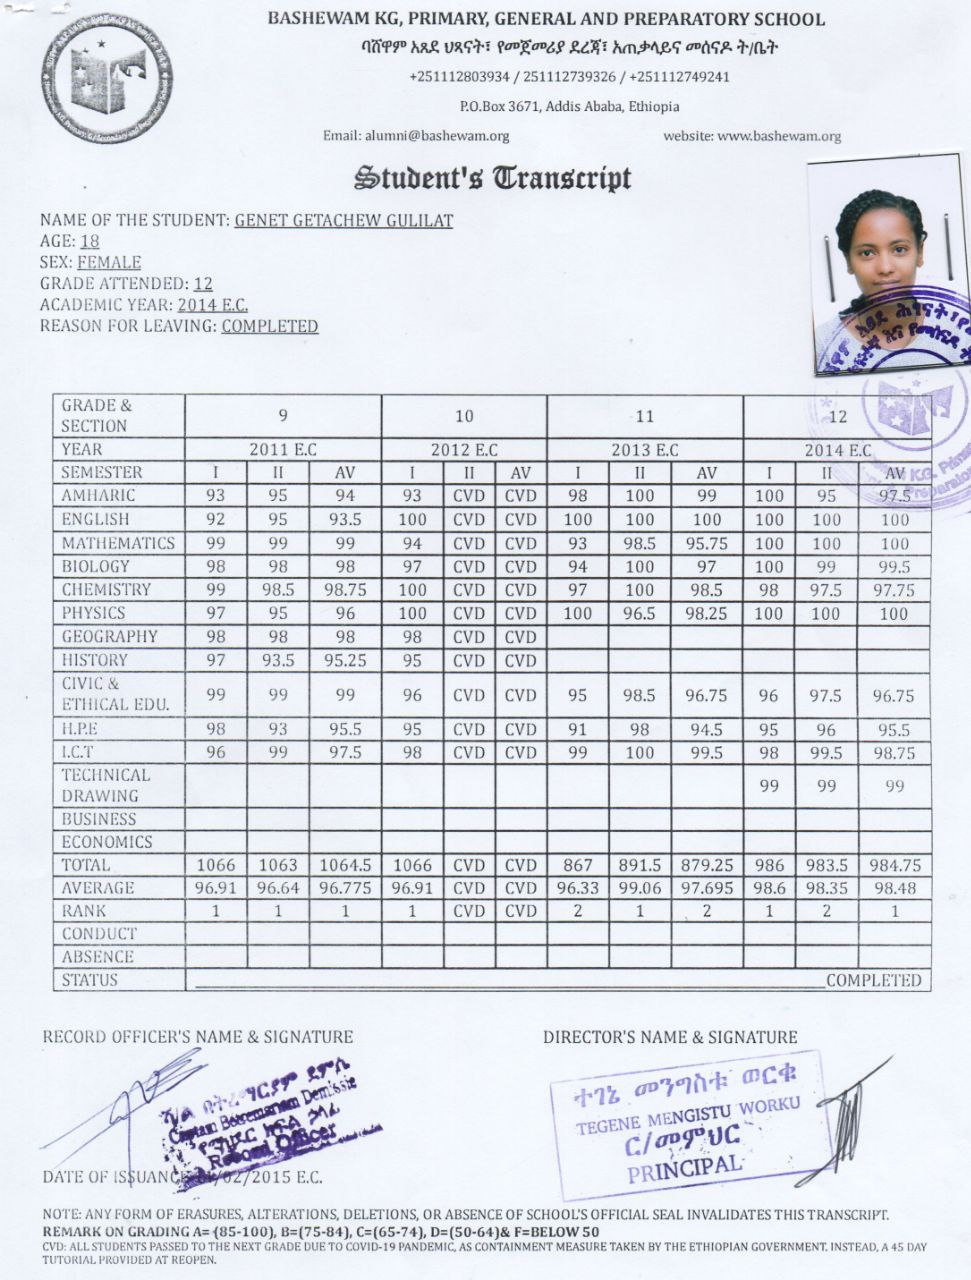 BASHEWAM KG, PRIMARY, GENERAL AND PREPARATORY SCHOOL
ባሸዋም አጸደ ህጻናት፣ የመጀመሪያ ደረጃ፣ አጠቃላይና መሰናዶ ት/ቤት
+251112803934 / 251112739326 / +251112749241
P.O.Box 3671, Addis Ababa, Ethiopia
Email: alumni@bashewam.org website: www.bashewam.org
Student's Transcript
NAME OF THE STUDENT: GENET GETACHEW GULILAT
AGE: 18
SEX: FEMALE
GRADE ATTENDED: 12
ACADEMIC YEAR: 2014 E.C.
REASON FOR LEAVING: COMPLETED
GRADE & SECTION 9 10 11 12
YEAR 2011 E.C 2012 E.C 2013 E.C 2014 E.C
SEMESTER I II AV I II AV I II AV I II AV
AMHARIC 93 95 94 93 CVD CVD 98 100 99 100 95 97.5
ENGLISH 92 95 93.5 100 CVD CVD 100 100 100 100 100 100
MATHEMATICS 99 99 99 94 CVD CVD 93 98.5 95.75 100 100 100
BIOLOGY 98 98 98 97 CVD CVD 94 100 97 100 99 99.5
CHEMISTRY 99 98.5 98.75 100 CVD CVD 97 100 98.5 98 97.5 97.75
PHYSICS 97 95 96 100 CVD CVD 100 96.5 98.25 100 100 100
GEOGRAPHY 98 98 98 98 CVD CVD
HISTORY 97 93.5 95.25 95 CVD CVD
CIVIC & ETHICAL EDU. 99 99 99 96 CVD CVD 95 98.5 96.75 96 97.5 96.75
H.P.E 98 93 95.5 95 CVD CVD 91 98 94.5 95 96 95.5
I.C.T 96 99 97.5 98 CVD CVD 99 100 99.5 98 99.5 98.75
TECHNICAL DRAWING 99 99 99
BUSINESS
ECONOMICS
TOTAL 1066 1063 1064.5 1066 CVD CVD 867 891.5 879.25 986 983.5 984.75
AVERAGE 96.91 96.64 96.775 96.91 CVD CVD 96.33 99.06 97.695 98.6 98.35 98.48
RANK 1 1 1 1 CVD CVD 2 1 2 1 2 1
CONDUCT
ABSENCE
STATUS COMPLETED
RECORD OFFICER'S NAME & SIGNATURE DIRECTOR'S NAME & SIGNATURE
Demissie
Record Officer
ተገኔ መንግስቱ ወርቁ
TEGENE MENGISTU WORKU
ር/መምህር
PRINCIPAL
DATE OF ISSUANCE /02/2015 E.C.
NOTE: ANY FORM OF ERASURES, ALTERATIONS, DELETIONS, OR ABSENCE OF SCHOOL'S OFFICIAL SEAL INVALIDATES THIS TRANSCRIPT.
REMARK ON GRADING A= (85-100), B=(75-84), C=(65-74), D=(50-64)& F=BELOW 50
CVD: ALL STUDENTS PASSED TO THE NEXT GRADE DUE TO COVID-19 PANDEMIC, AS CONTAINMENT MEASURE TAKEN BY THE ETHIOPIAN GOVERNMENT. INSTEAD, A 45 DAY
TUTORIAL PROVIDED AT REOPEN.